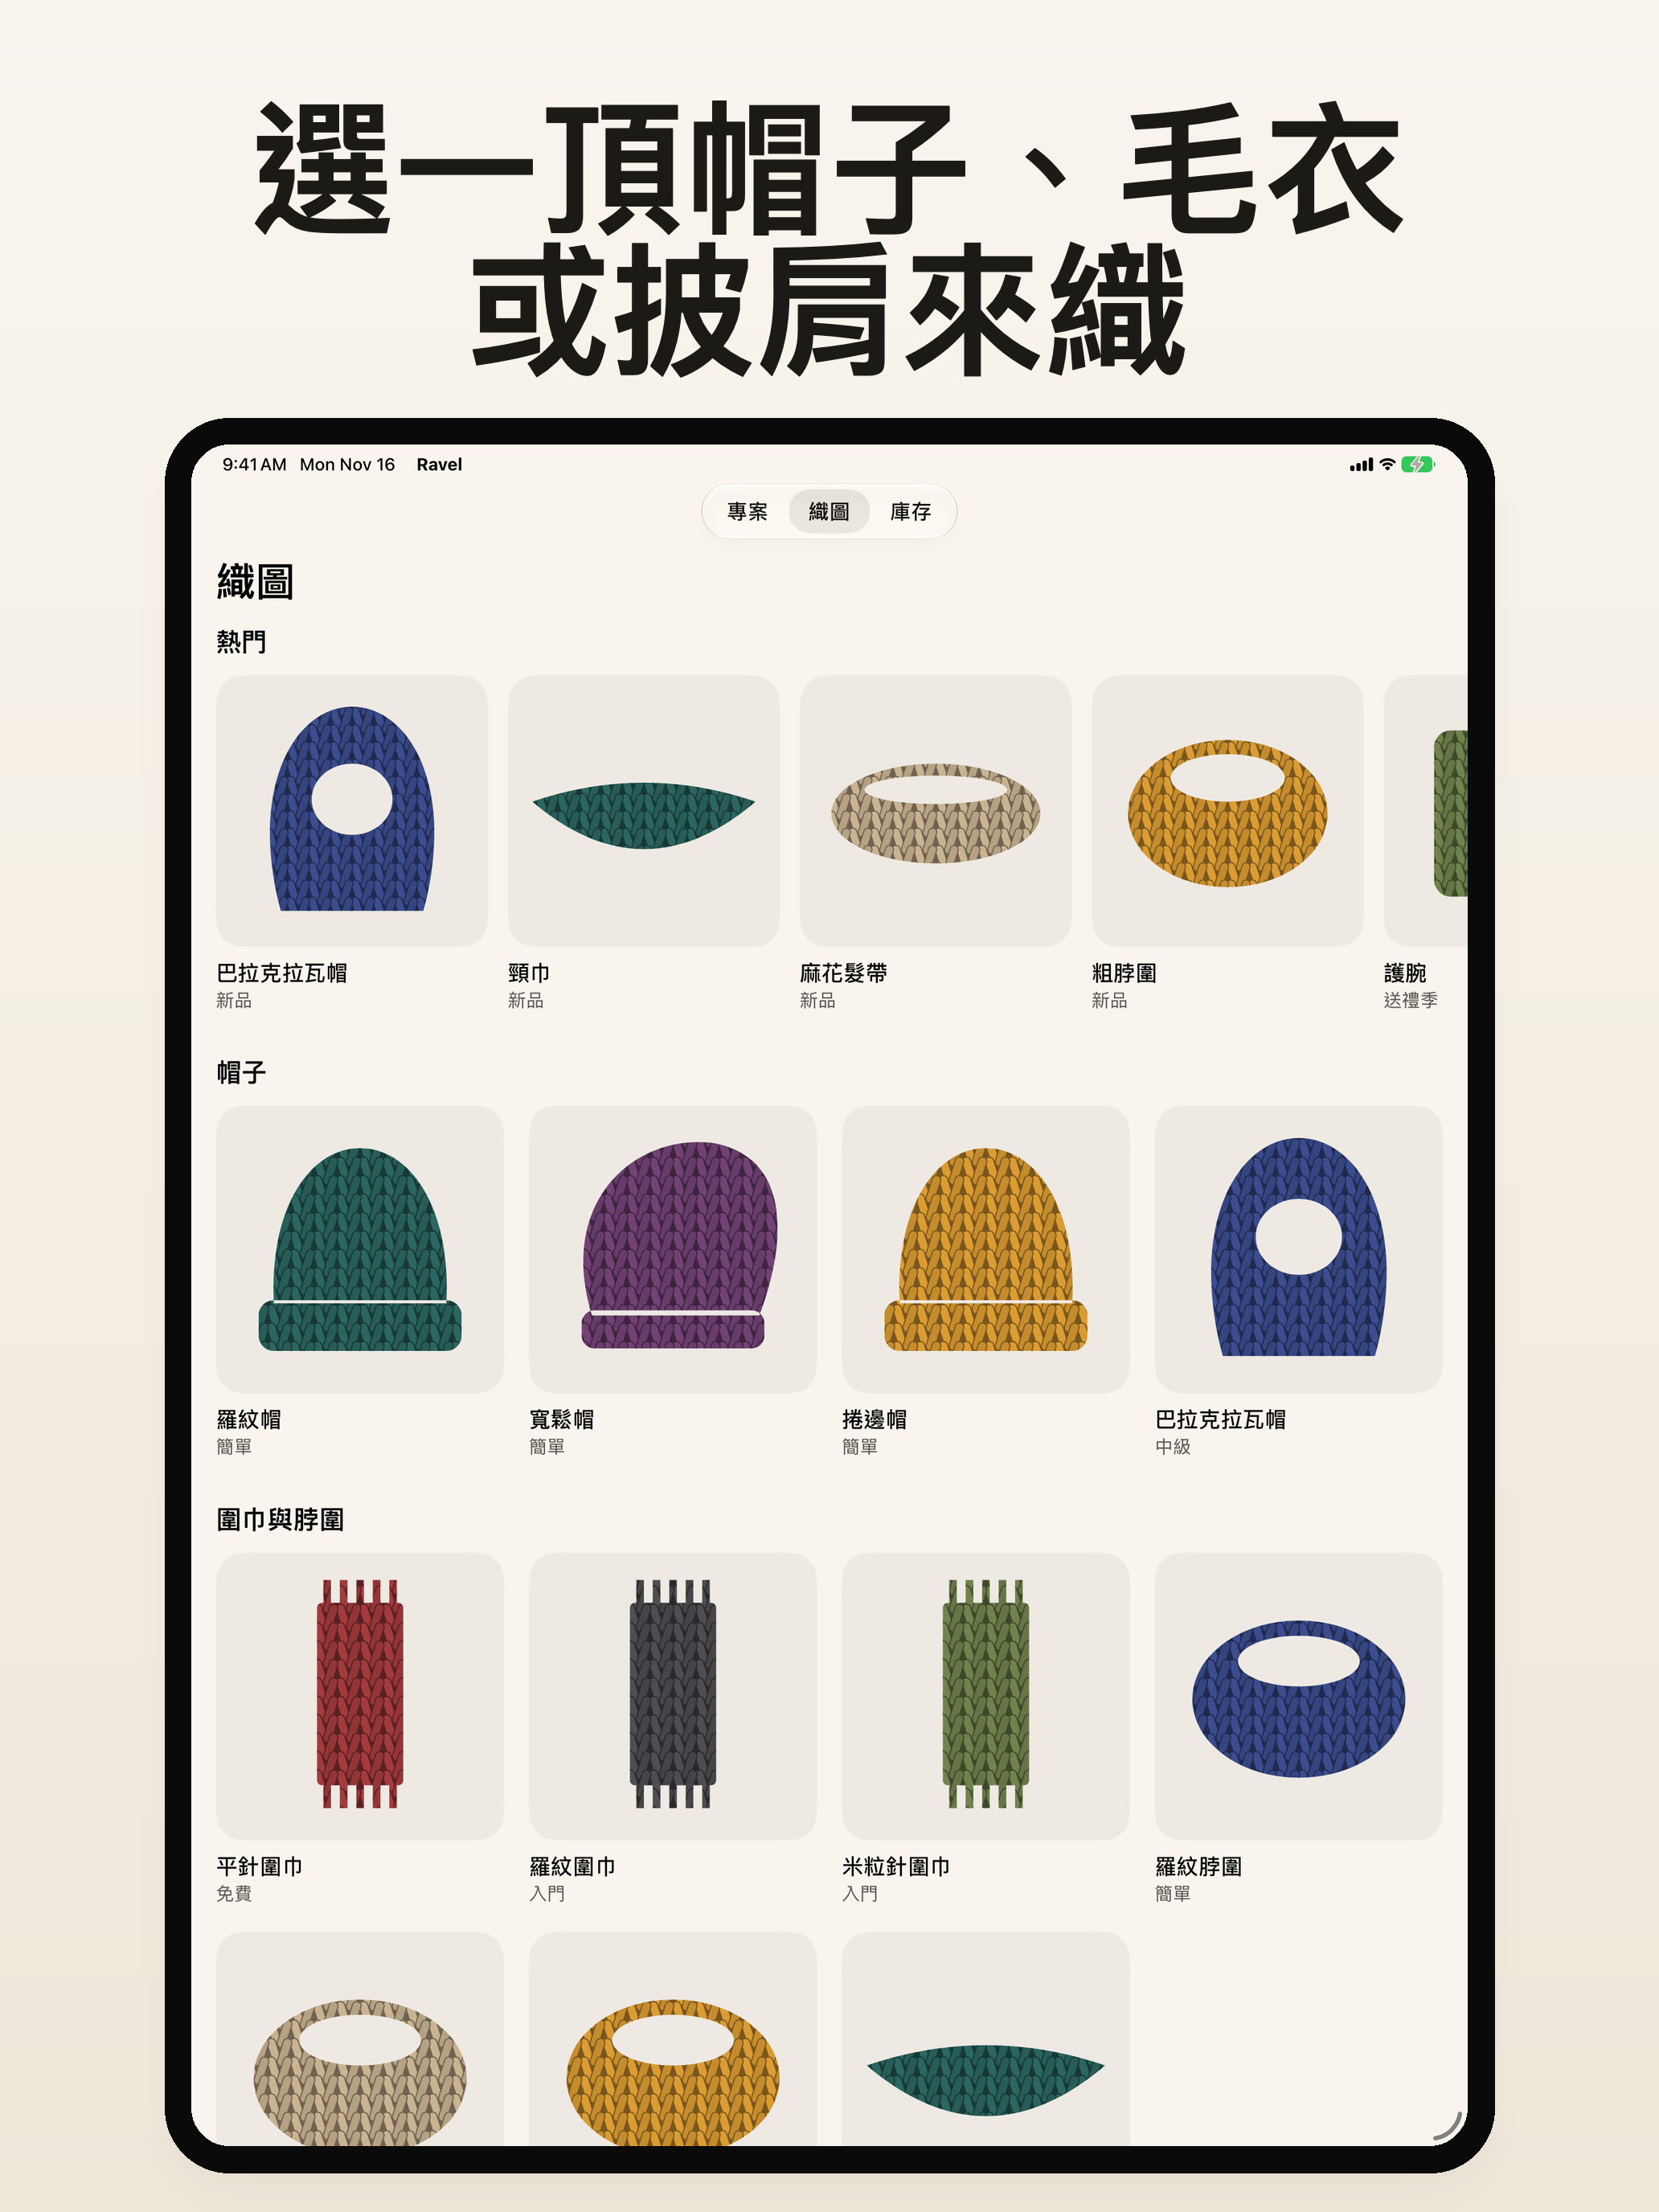 選一頂帽子、毛衣
或披肩來織
9:41 AM Mon Nov 16 Ravel
專案 織圖 庫存
織圖
熱門
巴拉克拉瓦帽 頸巾 麻花髮帶 粗脖圍 護腕
新品 新品 新品 新品 送禮季
帽子
羅紋帽 寬鬆帽 捲邊帽 巴拉克拉瓦帽
簡單 簡單 簡單 中級
圍巾與脖圍
平針圍巾 羅紋圍巾 米粒針圍巾 羅紋脖圍
免費 入門 入門 簡單